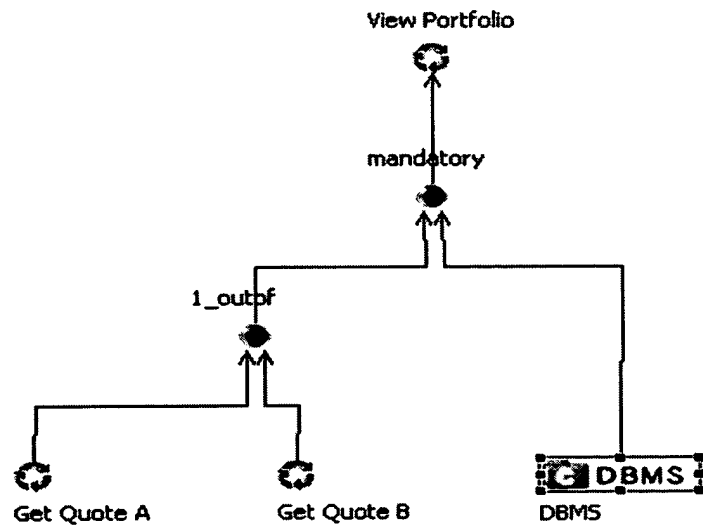 View Portfolio
mandatory
1_outof
DBMS
Get Quote A
Get Quote B
DBMS